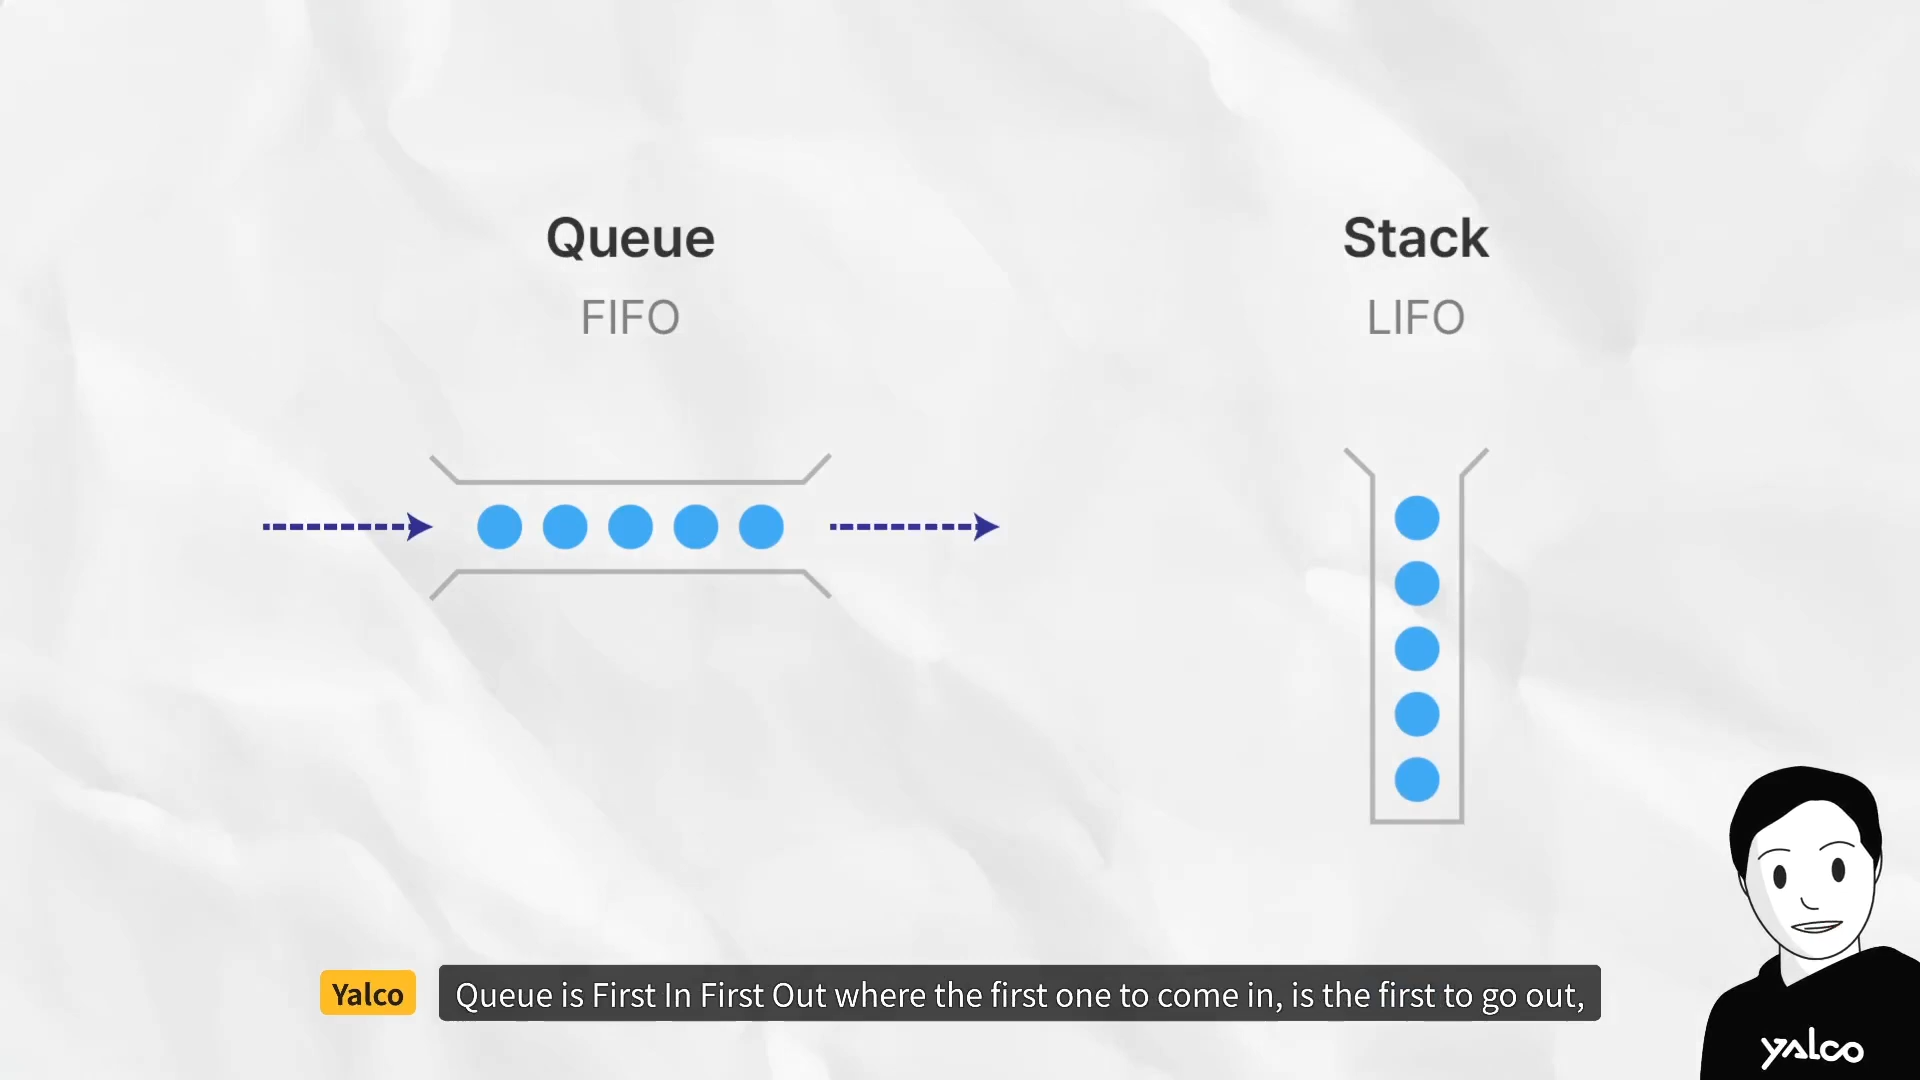 Queue
FIFO
Stack
LIFO
Yalco
Queue is First In First Out where the first one to come in, is the first to go out,
yalco